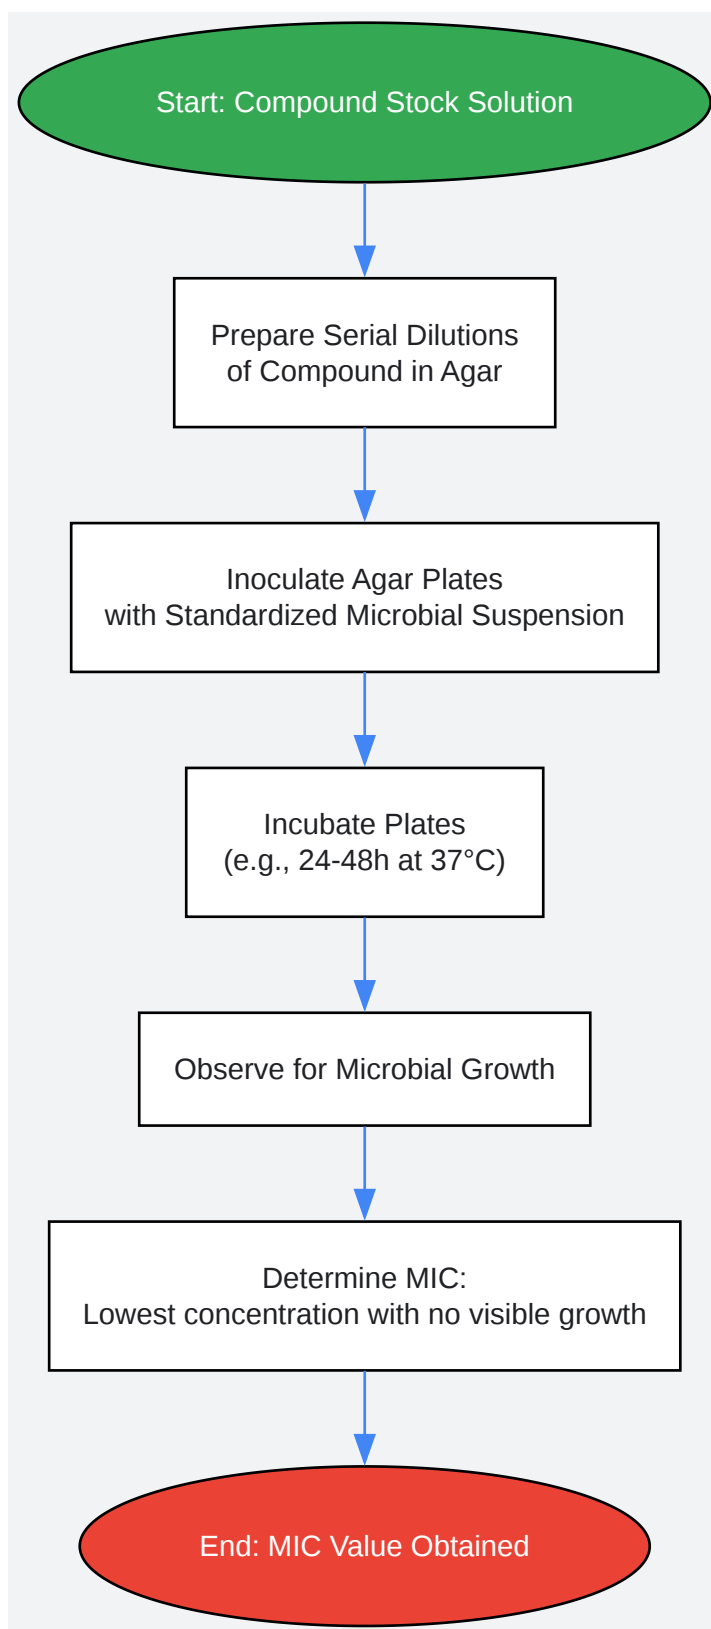 Start: Compound Stock Solution
Prepare Serial Dilutions
of Compound in Agar
Inoculate Agar Plates
with Standardized Microbial Suspension
Incubate Plates
(e.g., 24-48h at 37°C)
Observe for Microbial Growth
Determine MIC:
Lowest concentration with no visible growth
End: MIC Value Obtained